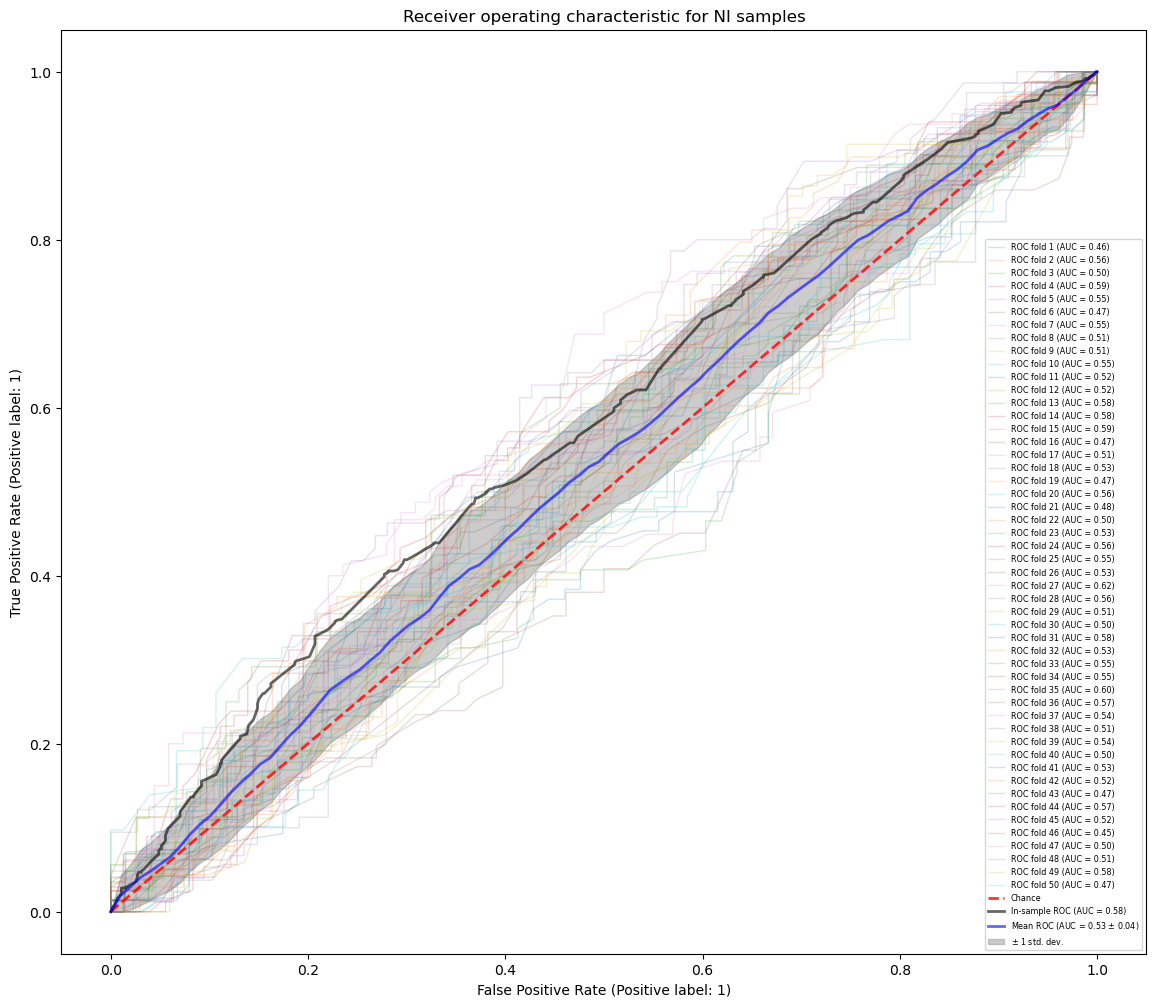 Receiver operating characteristic for NI samples
True Positive Rate (Positive label: 1)
1.0
0.8
0.6
0.4
0.2
0.0
ROC fold 1 (AUC = 0.46)
ROC fold 2 (AUC = 0.56)
ROC fold 3 (AUC = 0.50)
ROC fold 4 (AUC = 0.59)
ROC fold 5 (AUC = 0.55)
ROC fold 6 (AUC = 0.47)
ROC fold 7 (AUC = 0.55)
ROC fold 8 (AUC = 0.51)
ROC fold 9 (AUC = 0.51)
ROC fold 10 (AUC = 0.55)
ROC fold 11 (AUC = 0.52)
ROC fold 12 (AUC = 0.52)
ROC fold 13 (AUC = 0.58)
ROC fold 14 (AUC = 0.58)
ROC fold 15 (AUC = 0.59)
ROC fold 16 (AUC = 0.47)
ROC fold 17 (AUC = 0.51)
ROC fold 18 (AUC = 0.53)
ROC fold 19 (AUC = 0.47)
ROC fold 20 (AUC = 0.56)
ROC fold 21 (AUC = 0.48)
ROC fold 22 (AUC = 0.50)
ROC fold 23 (AUC = 0.53)
ROC fold 24 (AUC = 0.56)
ROC fold 25 (AUC = 0.55)
ROC fold 26 (AUC = 0.53)
ROC fold 27 (AUC = 0.62)
ROC fold 28 (AUC = 0.56)
ROC fold 29 (AUC = 0.51)
ROC fold 30 (AUC = 0.50)
ROC fold 31 (AUC = 0.58)
ROC fold 32 (AUC = 0.53)
ROC fold 33 (AUC = 0.55)
ROC fold 34 (AUC = 0.55)
ROC fold 35 (AUC = 0.60)
ROC fold 36 (AUC = 0.57)
ROC fold 37 (AUC = 0.54)
ROC fold 38 (AUC = 0.51)
ROC fold 39 (AUC = 0.54)
ROC fold 40 (AUC = 0.50)
ROC fold 41 (AUC = 0.53)
ROC fold 42 (AUC = 0.52)
ROC fold 43 (AUC = 0.47)
ROC fold 44 (AUC = 0.57)
ROC fold 45 (AUC = 0.52)
ROC fold 46 (AUC = 0.45)
ROC fold 47 (AUC = 0.50)
ROC fold 48 (AUC = 0.51)
ROC fold 49 (AUC = 0.58)
ROC fold 50 (AUC = 0.47)
Chance
In-sample ROC (AUC = 0.58)
Mean ROC (AUC = 0.53 ± 0.04)
± 1 std. dev.
0.0 0.2 0.4 0.6 0.8 1.0
False Positive Rate (Positive label: 1)